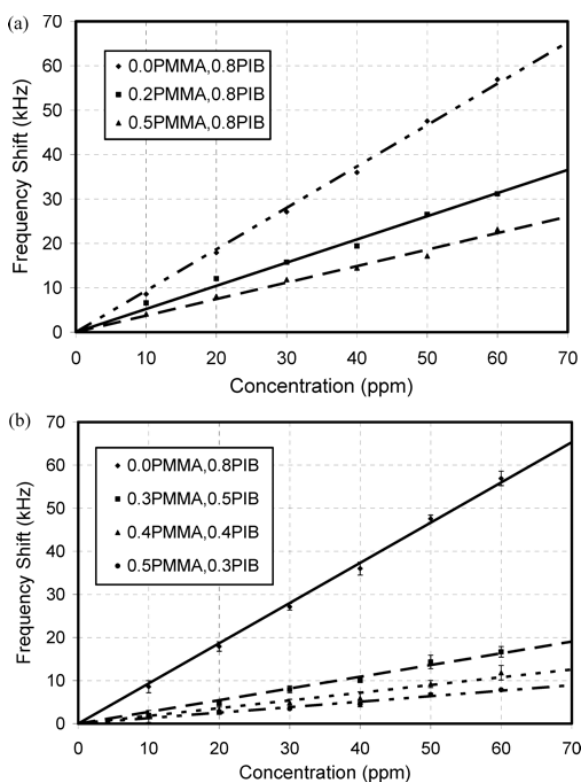 (a)
70
60
50
40
30
20
10
0
Frequency Shift (kHz)
0.0PMMA,0.8PIB
0.2PMMA,0.8PIB
0.5PMMA,0.8PIB
0 10 20 30 40 50 60 70
Concentration (ppm)
(b)
70
60
50
40
30
20
10
0
Frequency Shift (kHz)
0.0PMMA,0.8PIB
0.3PMMA,0.5PIB
0.4PMMA,0.4PIB
0.5PMMA,0.3PIB
0 10 20 30 40 50 60 70
Concentration (ppm)